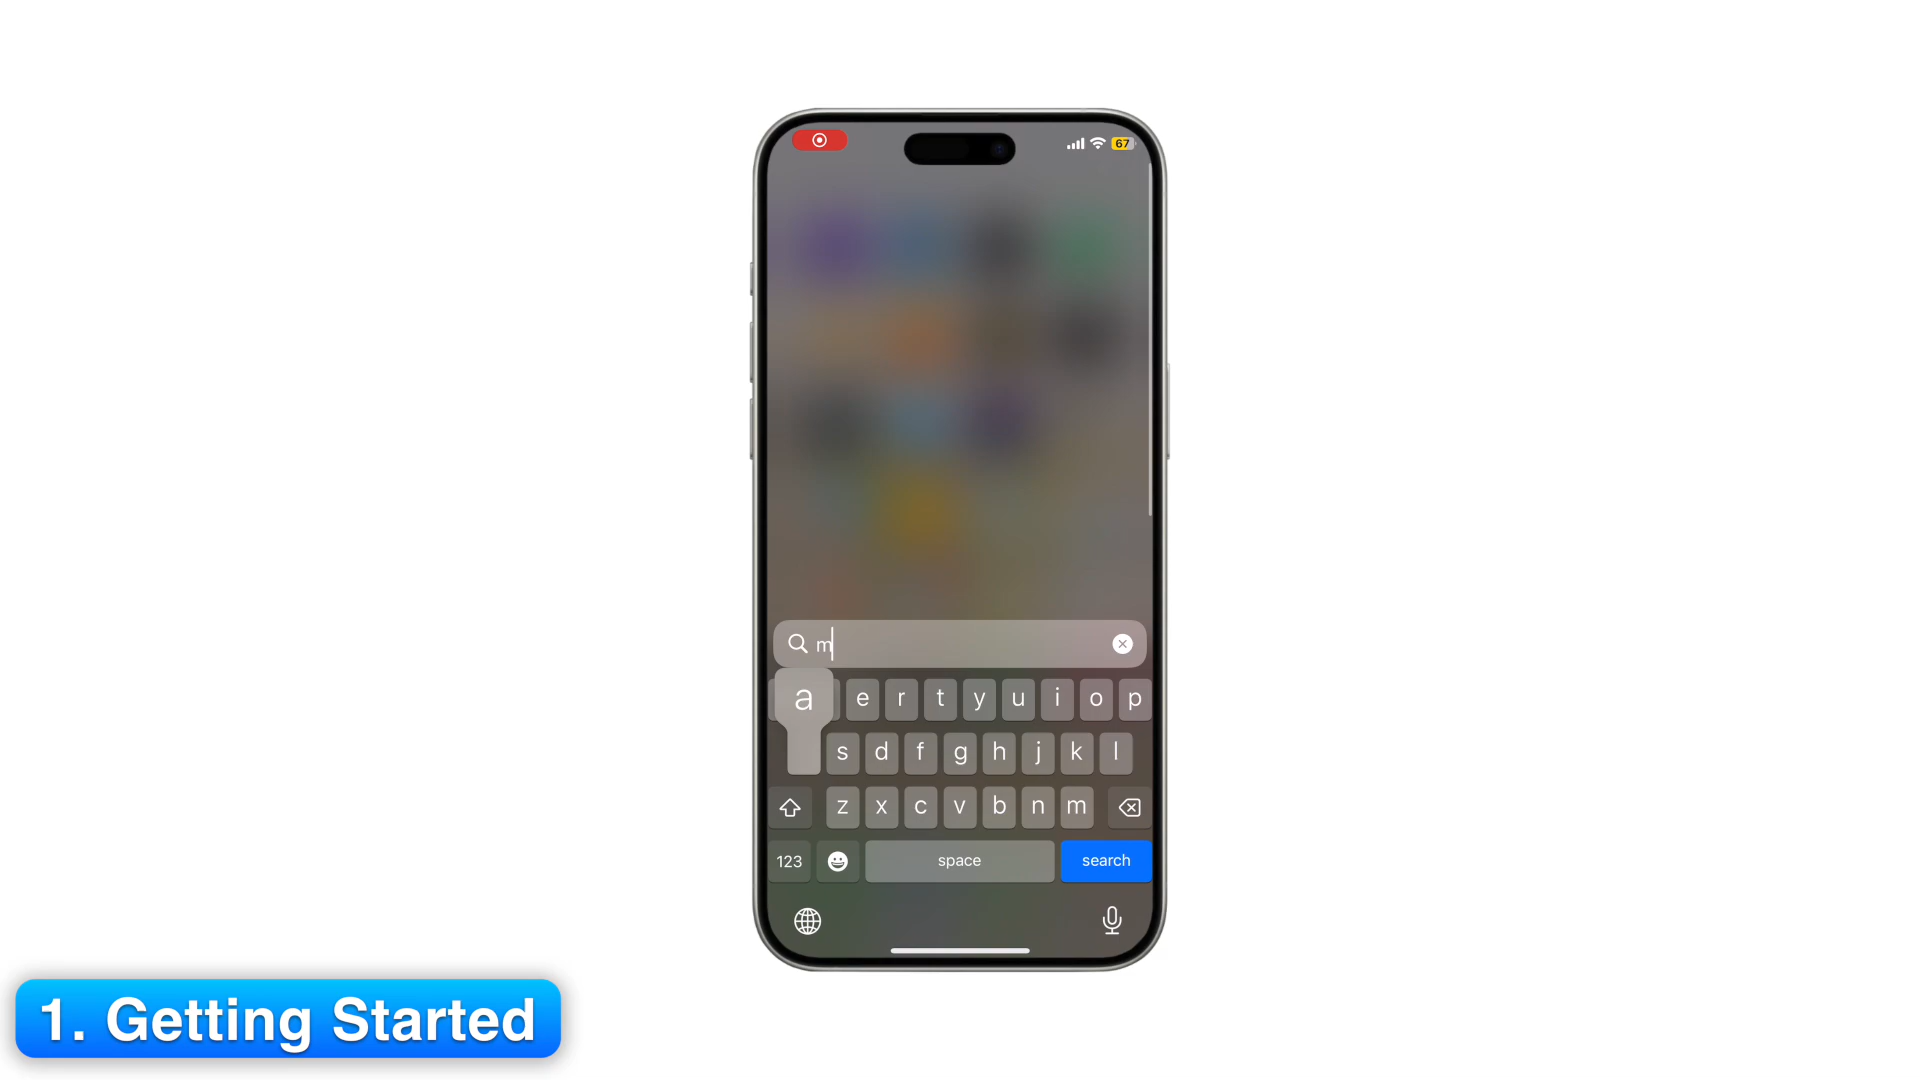 67
m
a e r t y u i o p
s d f g h j k l
z x c v b n m
123 space search
1. Getting Started